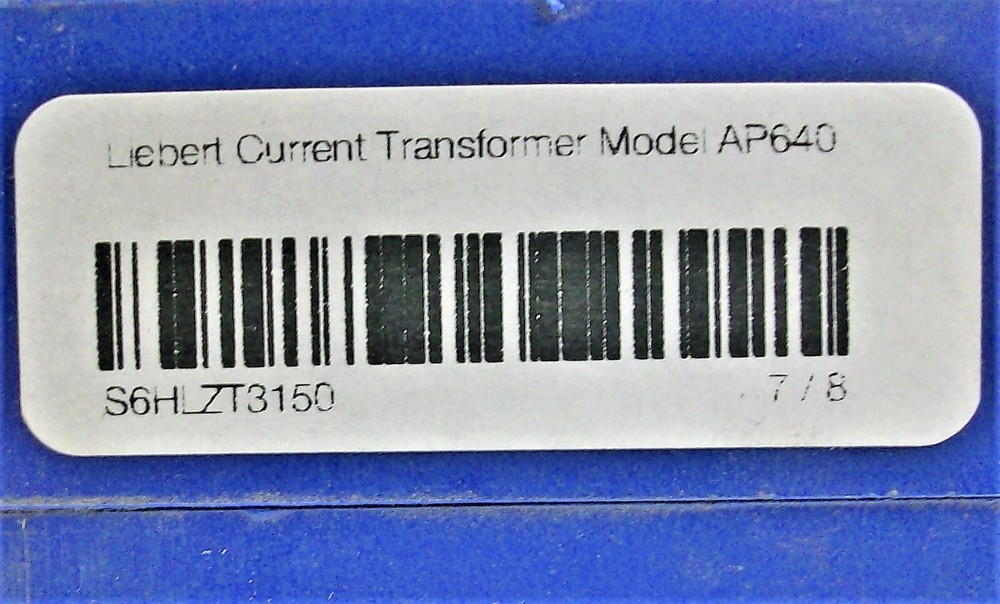 Liebert Current Transformer Model AP640
S6HLZT3150
7 / 8